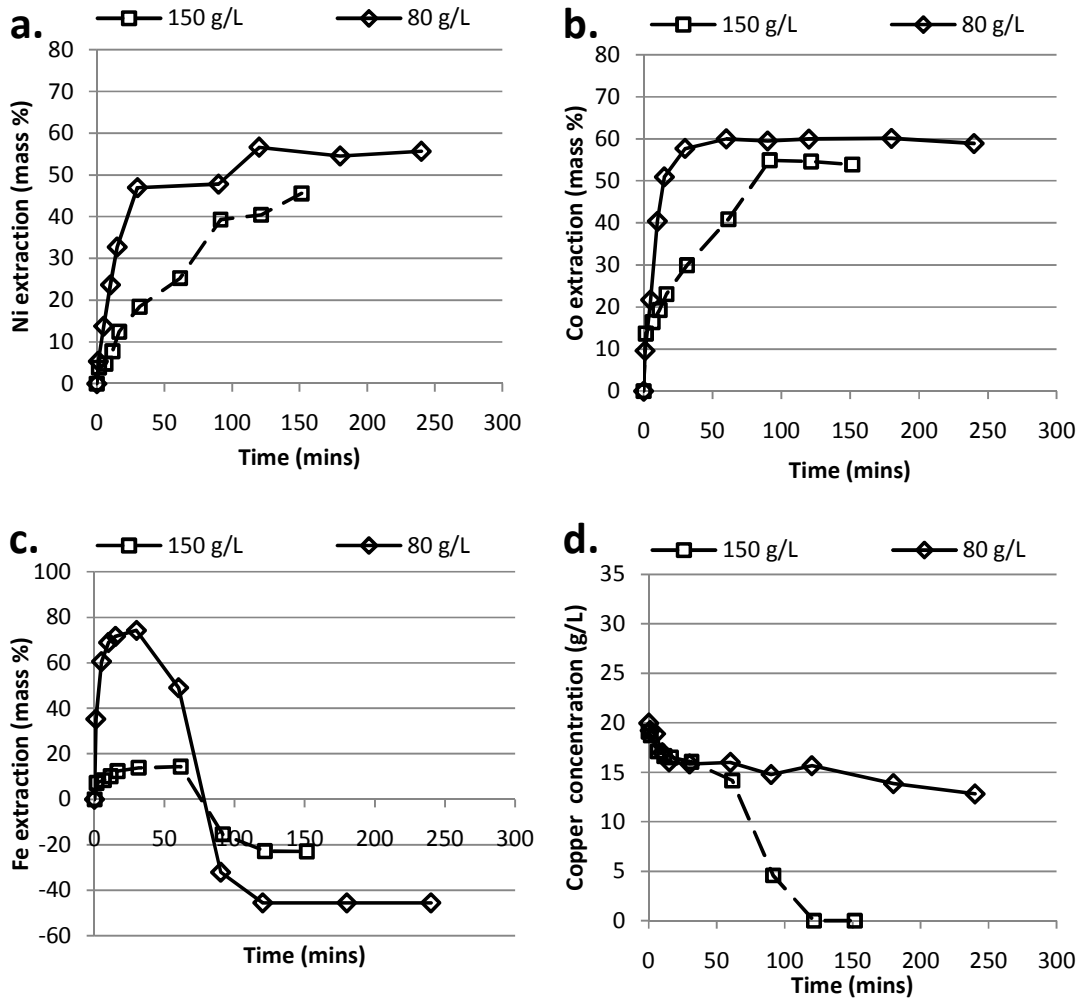 a.
150 g/L 80 g/L
80
70
60
50
40
30
20
10
0
Ni extraction (mass %)
0 50 100 150 200 250 300
Time (mins)
b.
150 g/L 80 g/L
80
70
60
50
40
30
20
10
0
Co extraction (mass %)
0 50 100 150 200 250 300
Time (mins)
c.
150 g/L 80 g/L
100
80
60
40
20
0
-20
-40
-60
Fe extraction (mass %)
0 50 100 150 200 250 300
Time (mins)
d.
150 g/L 80 g/L
35
30
25
20
15
10
5
0
Copper concentration (g/L)
0 50 100 150 200 250 300
Time (mins)